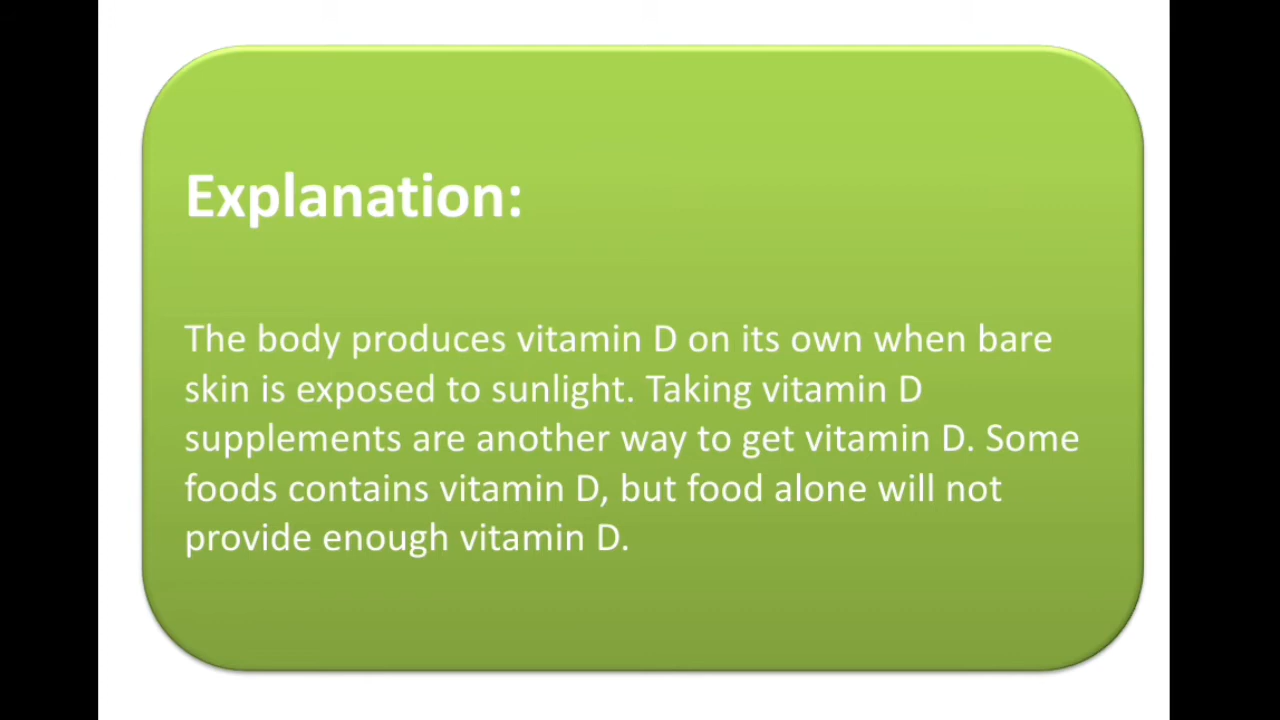 Explanation:
The body produces vitamin D on its own when bare
skin is exposed to sunlight. Taking vitamin D
supplements are another way to get vitamin D. Some
foods contains vitamin D, but food alone will not
provide enough vitamin D.